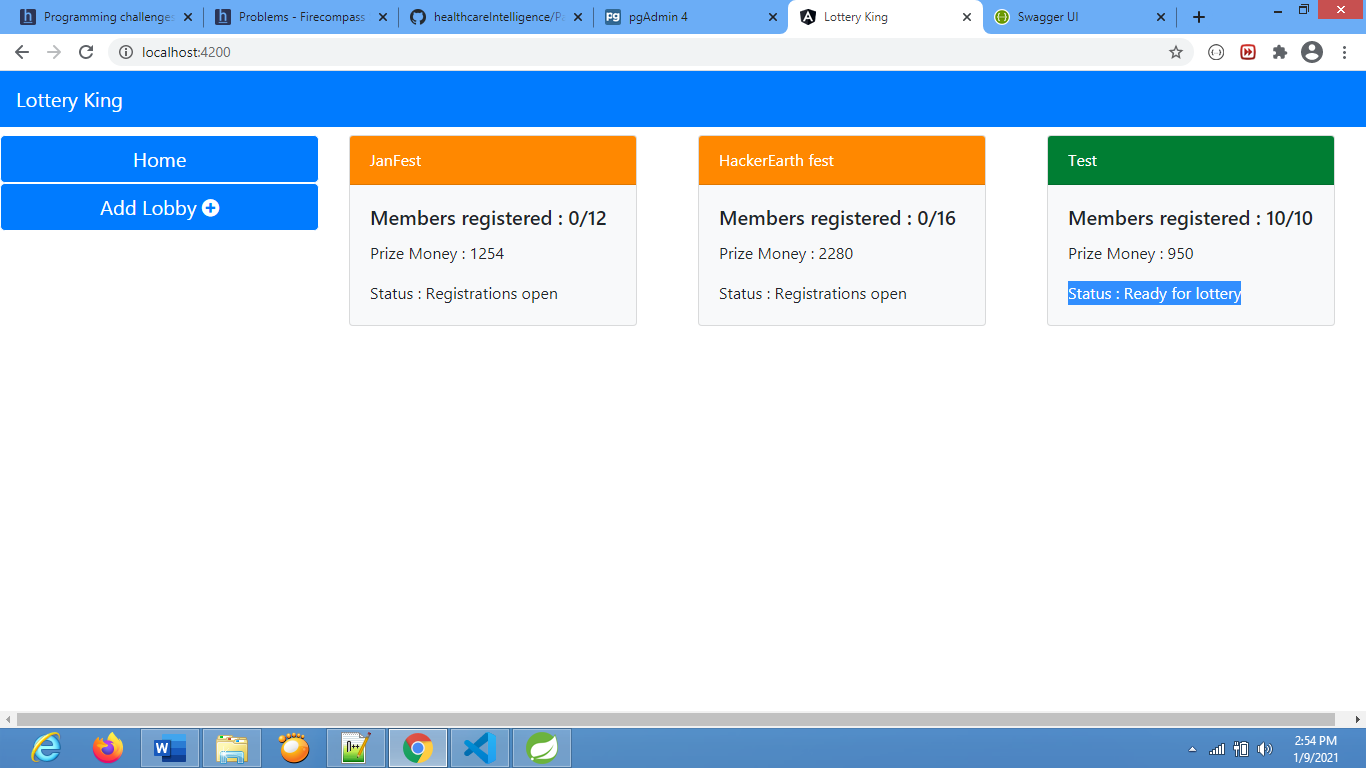 Programming challenges
Problems - Firecompass
healthcareIntelligence/Pa
pgAdmin 4
Lottery King
Swagger UI
localhost:4200
Lottery King
Home
Add Lobby
JanFest
Members registered : 0/12
Prize Money : 1254
Status : Registrations open
HackerEarth fest
Members registered : 0/16
Prize Money : 2280
Status : Registrations open
Test
Members registered : 10/10
Prize Money : 950
Status : Ready for lottery
2:54 PM
1/9/2021